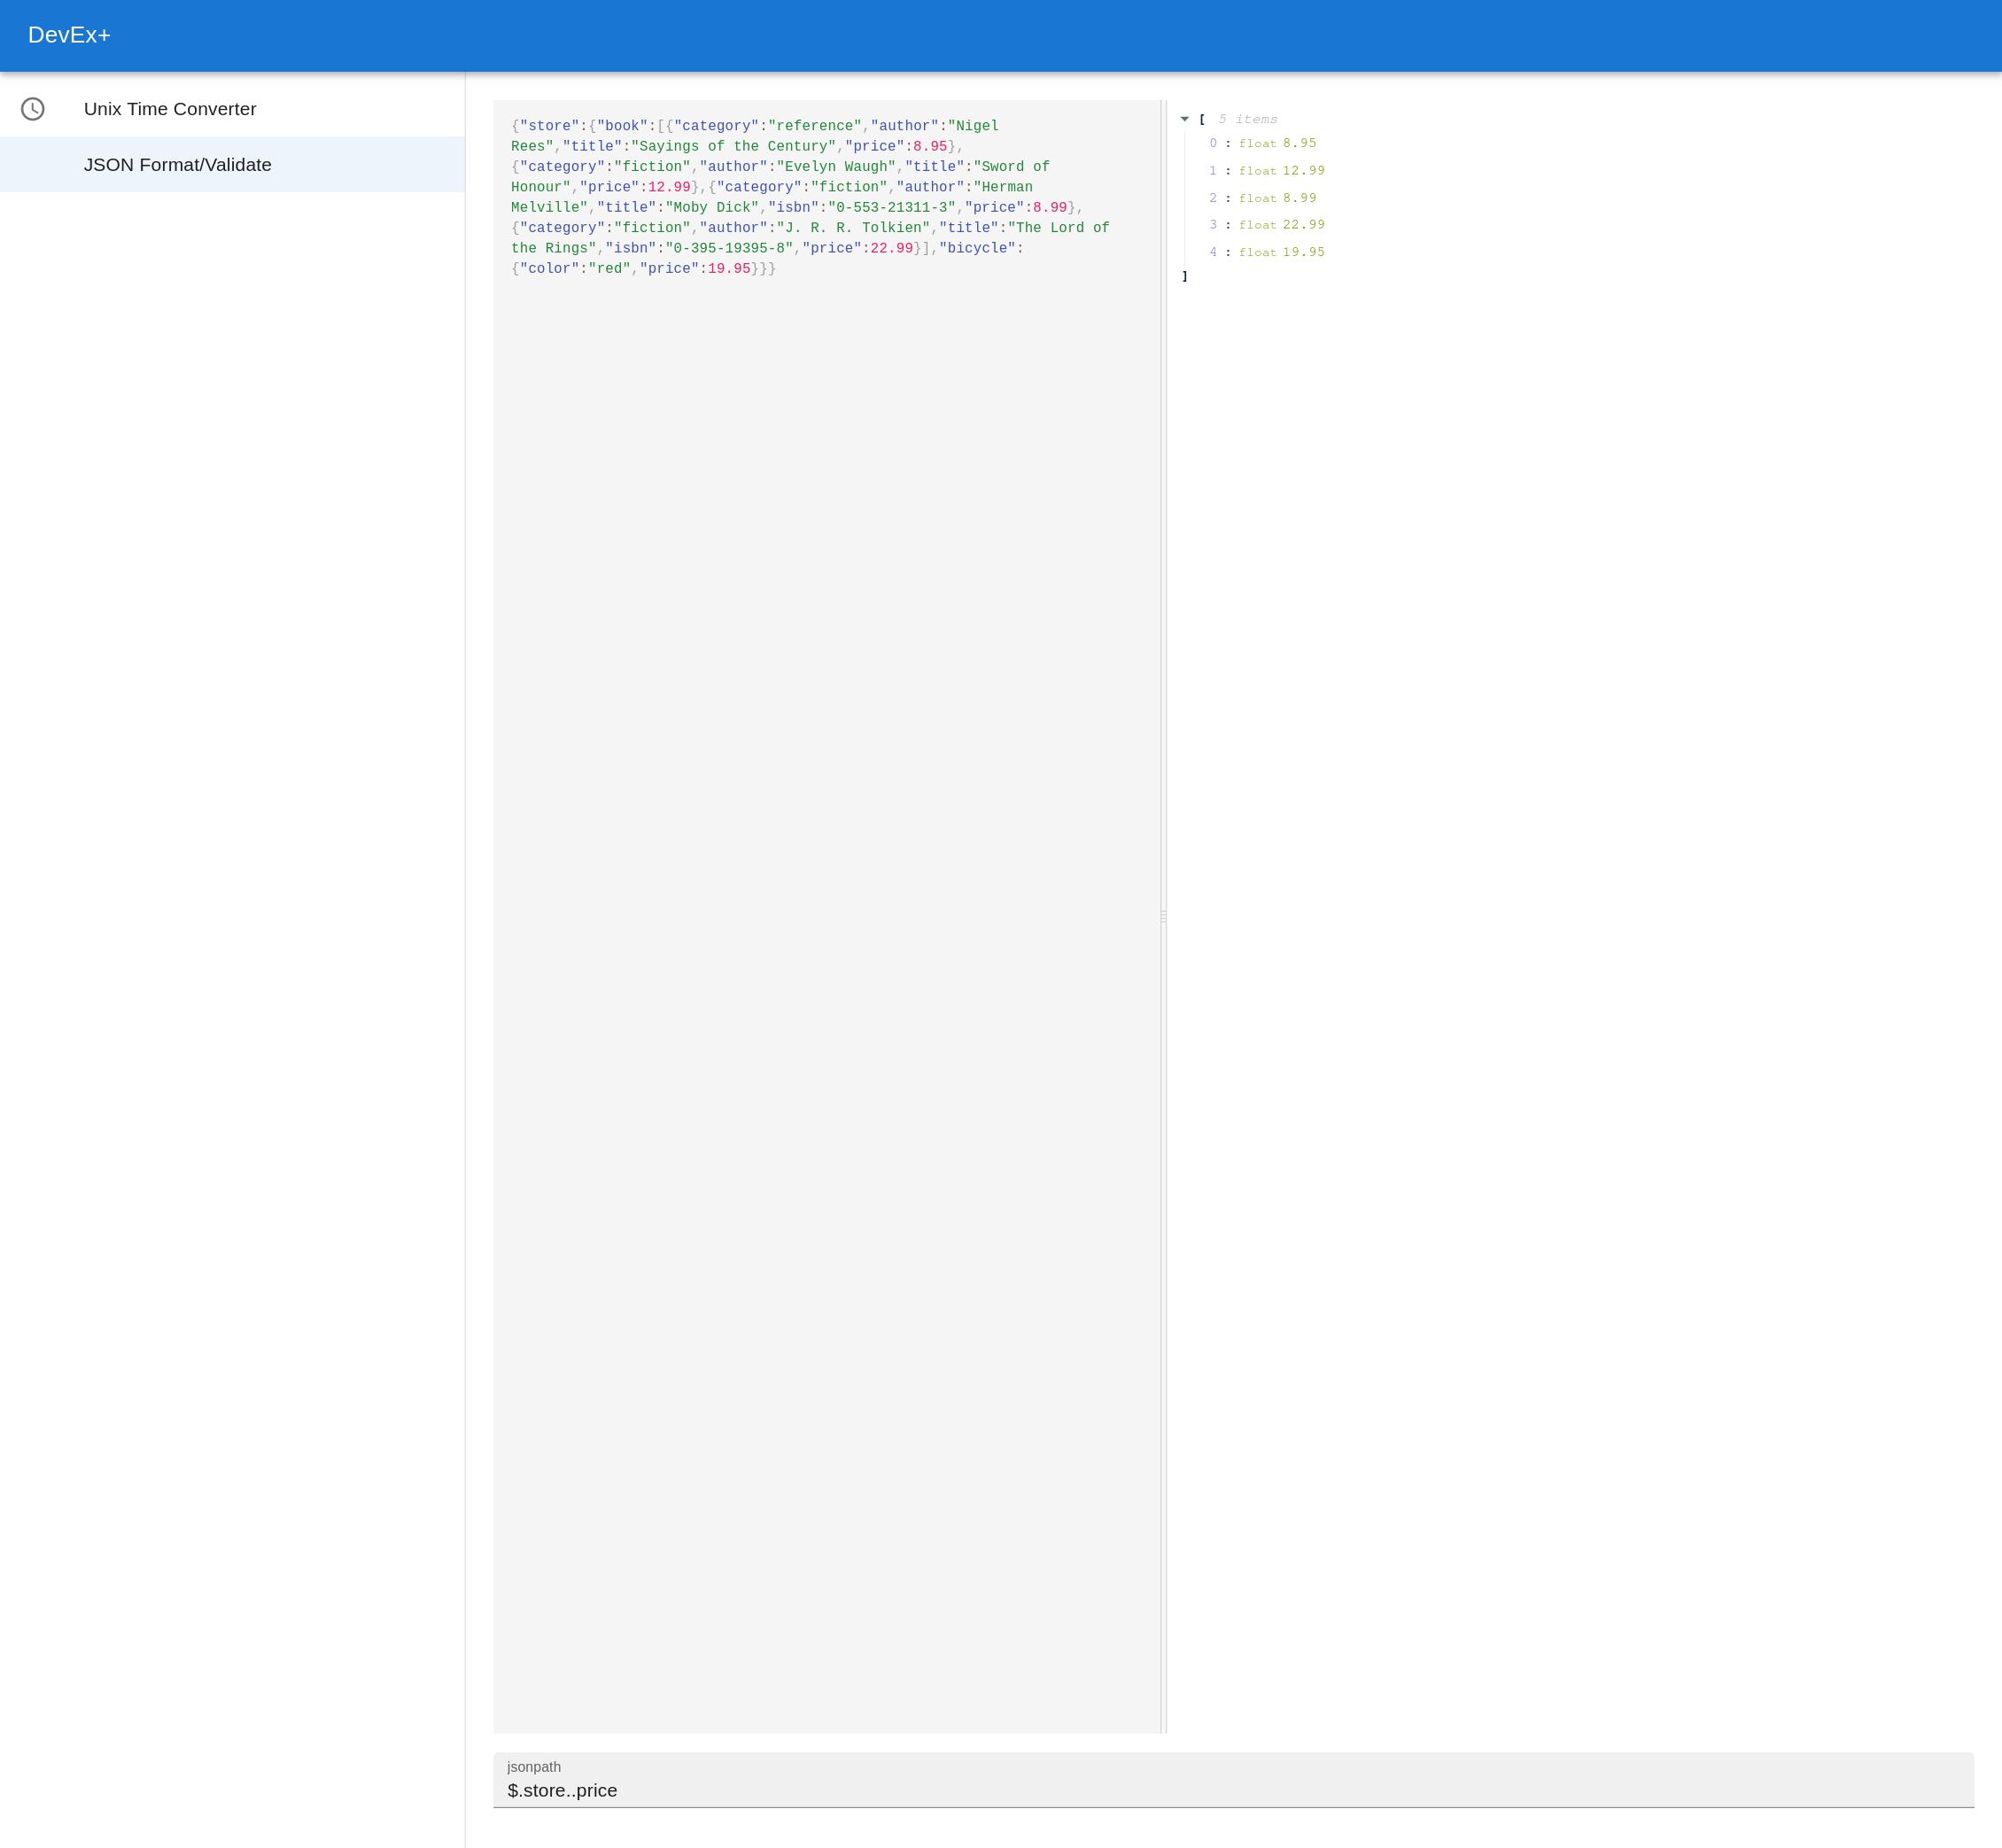 DevEx+
Unix Time Converter
JSON Format/Validate
{"store":{"book":[{"category":"reference","author":"Nigel
Rees","title":"Sayings of the Century","price":8.95},
{"category":"fiction","author":"Evelyn Waugh","title":"Sword of
Honour","price":12.99},{"category":"fiction","author":"Herman
Melville","title":"Moby Dick","isbn":"0-553-21311-3","price":8.99},
{"category":"fiction","author":"J. R. R. Tolkien","title":"The Lord of
the Rings","isbn":"0-395-19395-8","price":22.99}],"bicycle":
{"color":"red","price":19.95}}}
[ 5 items
0 : float 8.95
1 : float 12.99
2 : float 8.99
3 : float 22.99
4 : float 19.95
]
jsonpath
$.store..price